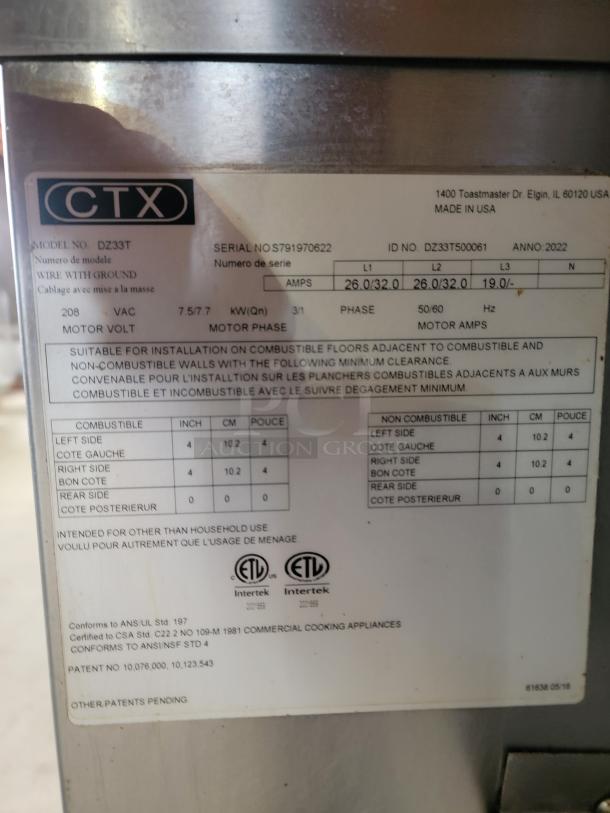 CTX
1400 Toastmaster Dr. Elgin, IL 60120 USA
MADE IN USA
MODEL NO. DZ33T SERIAL NO S791970622 ID NO. DZ33T500061 ANNO: 2022
Numero de modele Numero de serie
WIRE WITH GROUND L1 L2 L3 N
Cablage avec mise a la masse AMPS 26.0/32.0 26.0/32.0 19.0/-
208 VAC 7.5/7.7 kW(Qn) 3/1 PHASE 50/60 Hz
MOTOR VOLT MOTOR PHASE MOTOR AMPS
SUITABLE FOR INSTALLATION ON COMBUSTIBLE FLOORS ADJACENT TO COMBUSTIBLE AND
NON-COMBUSTIBLE WALLS WITH THE FOLLOWING MINIMUM CLEARANCE.
CONVENABLE POUR L'INSTALLTION SUR LES PLANCHERS COMBUSTIBLES ADJACENTS A AUX MURS
COMBUSTIBLE ET INCOMBUSTIBLE AVEC LE SUIVRE DEGAGEMENT MINIMUM.
COMBUSTIBLE INCH CM POUCE
LEFT SIDE
COTE GAUCHE 4 10.2 4
RIGHT SIDE
BON COTE 4 10.2 4
REAR SIDE
COTE POSTERIERUR 0 0 0
NON COMBUSTIBLE INCH CM POUCE
LEFT SIDE
COTE GAUCHE 4 10.2 4
RIGHT SIDE
BON COTE 4 10.2 4
REAR SIDE
COTE POSTERIERUR 0 0 0
PCI
AUCTION GROUP
INTENDED FOR OTHER THAN HOUSEHOLD USE
VOULU POUR AUTREMENT QUE L'USAGE DE MENAGE
C ETL US ETL
Intertek Intertek
Conforms to ANS/UL Std. 197
Certified to CSA Std. C22.2 NO 109-M 1981 COMMERCIAL COOKING APPLIANCES
CONFORMS TO ANSI/NSF STD 4
PATENT NO. 10,076,000, 10,123,543
OTHER PATENTS PENDING
61638 05/18